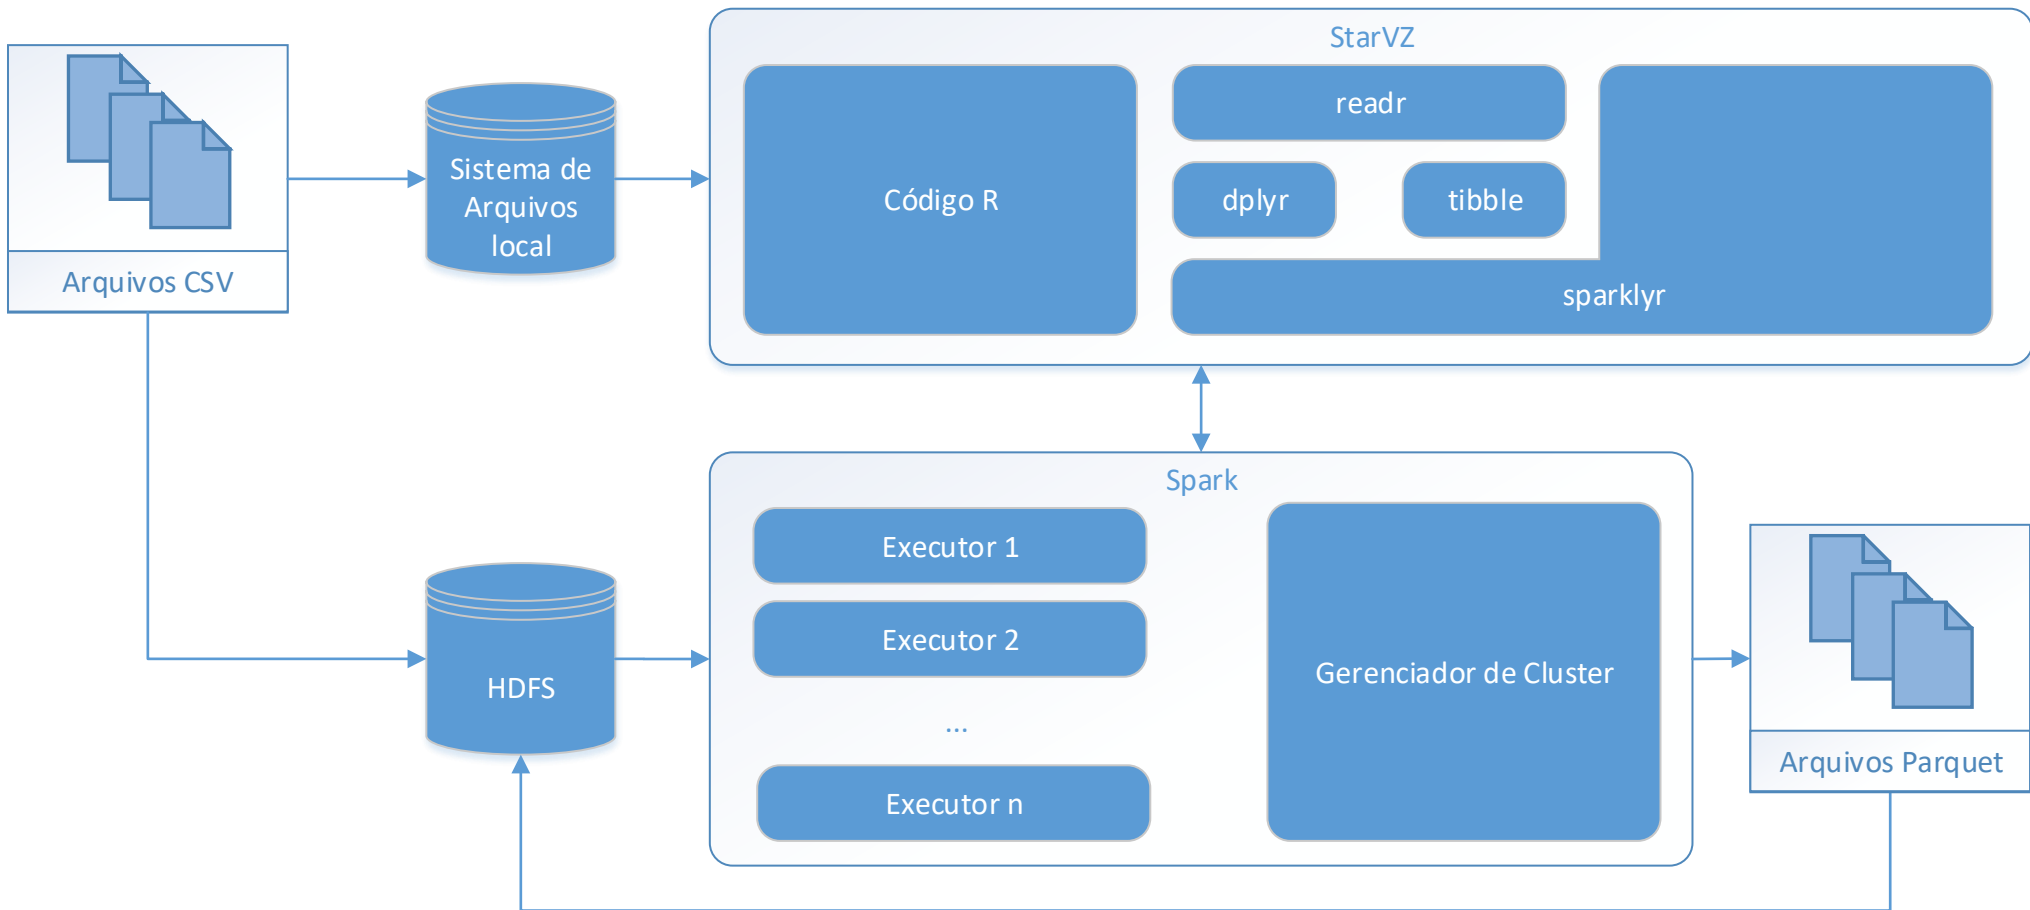 StarVZ
Arquivos CSV
Sistema de
Arquivos
local
Código R
readr
dplyr
tibble
sparklyr
Spark
HDFS
Executor 1
Executor 2
...
Executor n
Gerenciador de Cluster
Arquivos Parquet